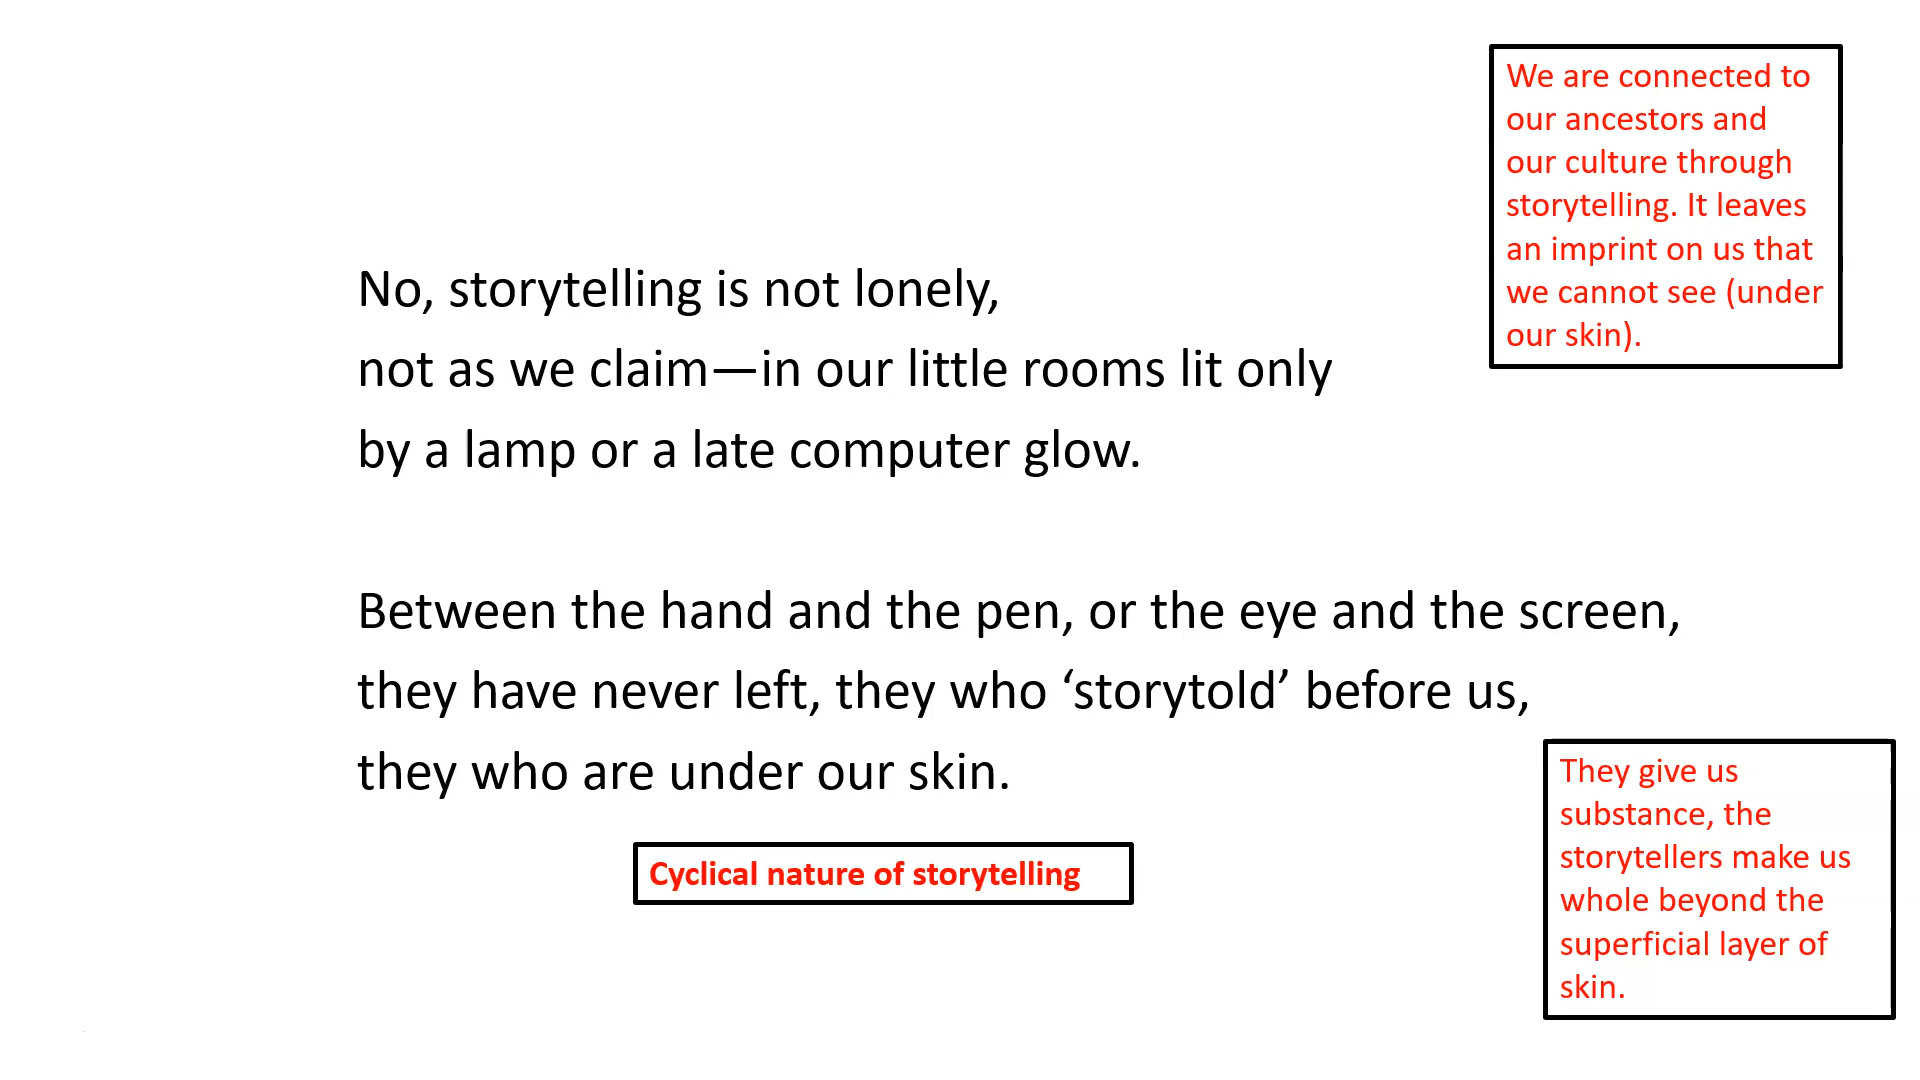 We are connected to
our ancestors and
our culture through
storytelling. It leaves
an imprint on us that
we cannot see (under
our skin).
No, storytelling is not lonely,
not as we claim—in our little rooms lit only
by a lamp or a late computer glow.
Between the hand and the pen, or the eye and the screen,
they have never left, they who ‘storytold’ before us,
they who are under our skin.
They give us
substance, the
storytellers make us
whole beyond the
superficial layer of
skin.
Cyclical nature of storytelling